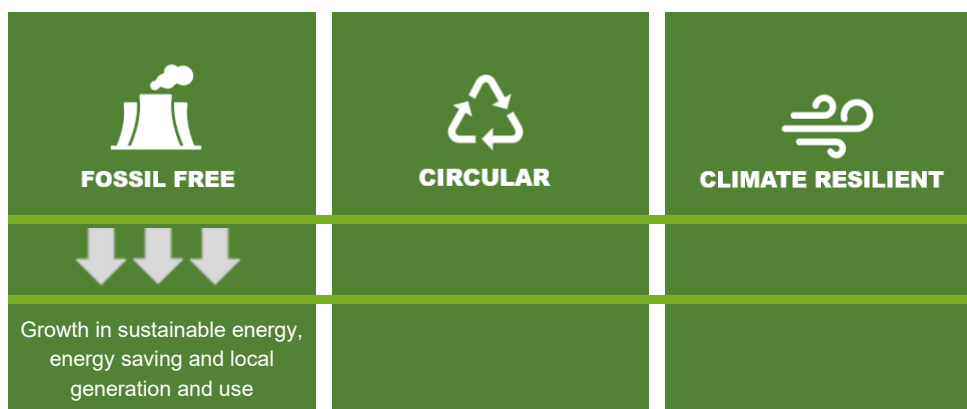 FOSSIL FREE
CIRCULAR
CLIMATE RESILIENT
Growth in sustainable energy,
energy saving and local
generation and use